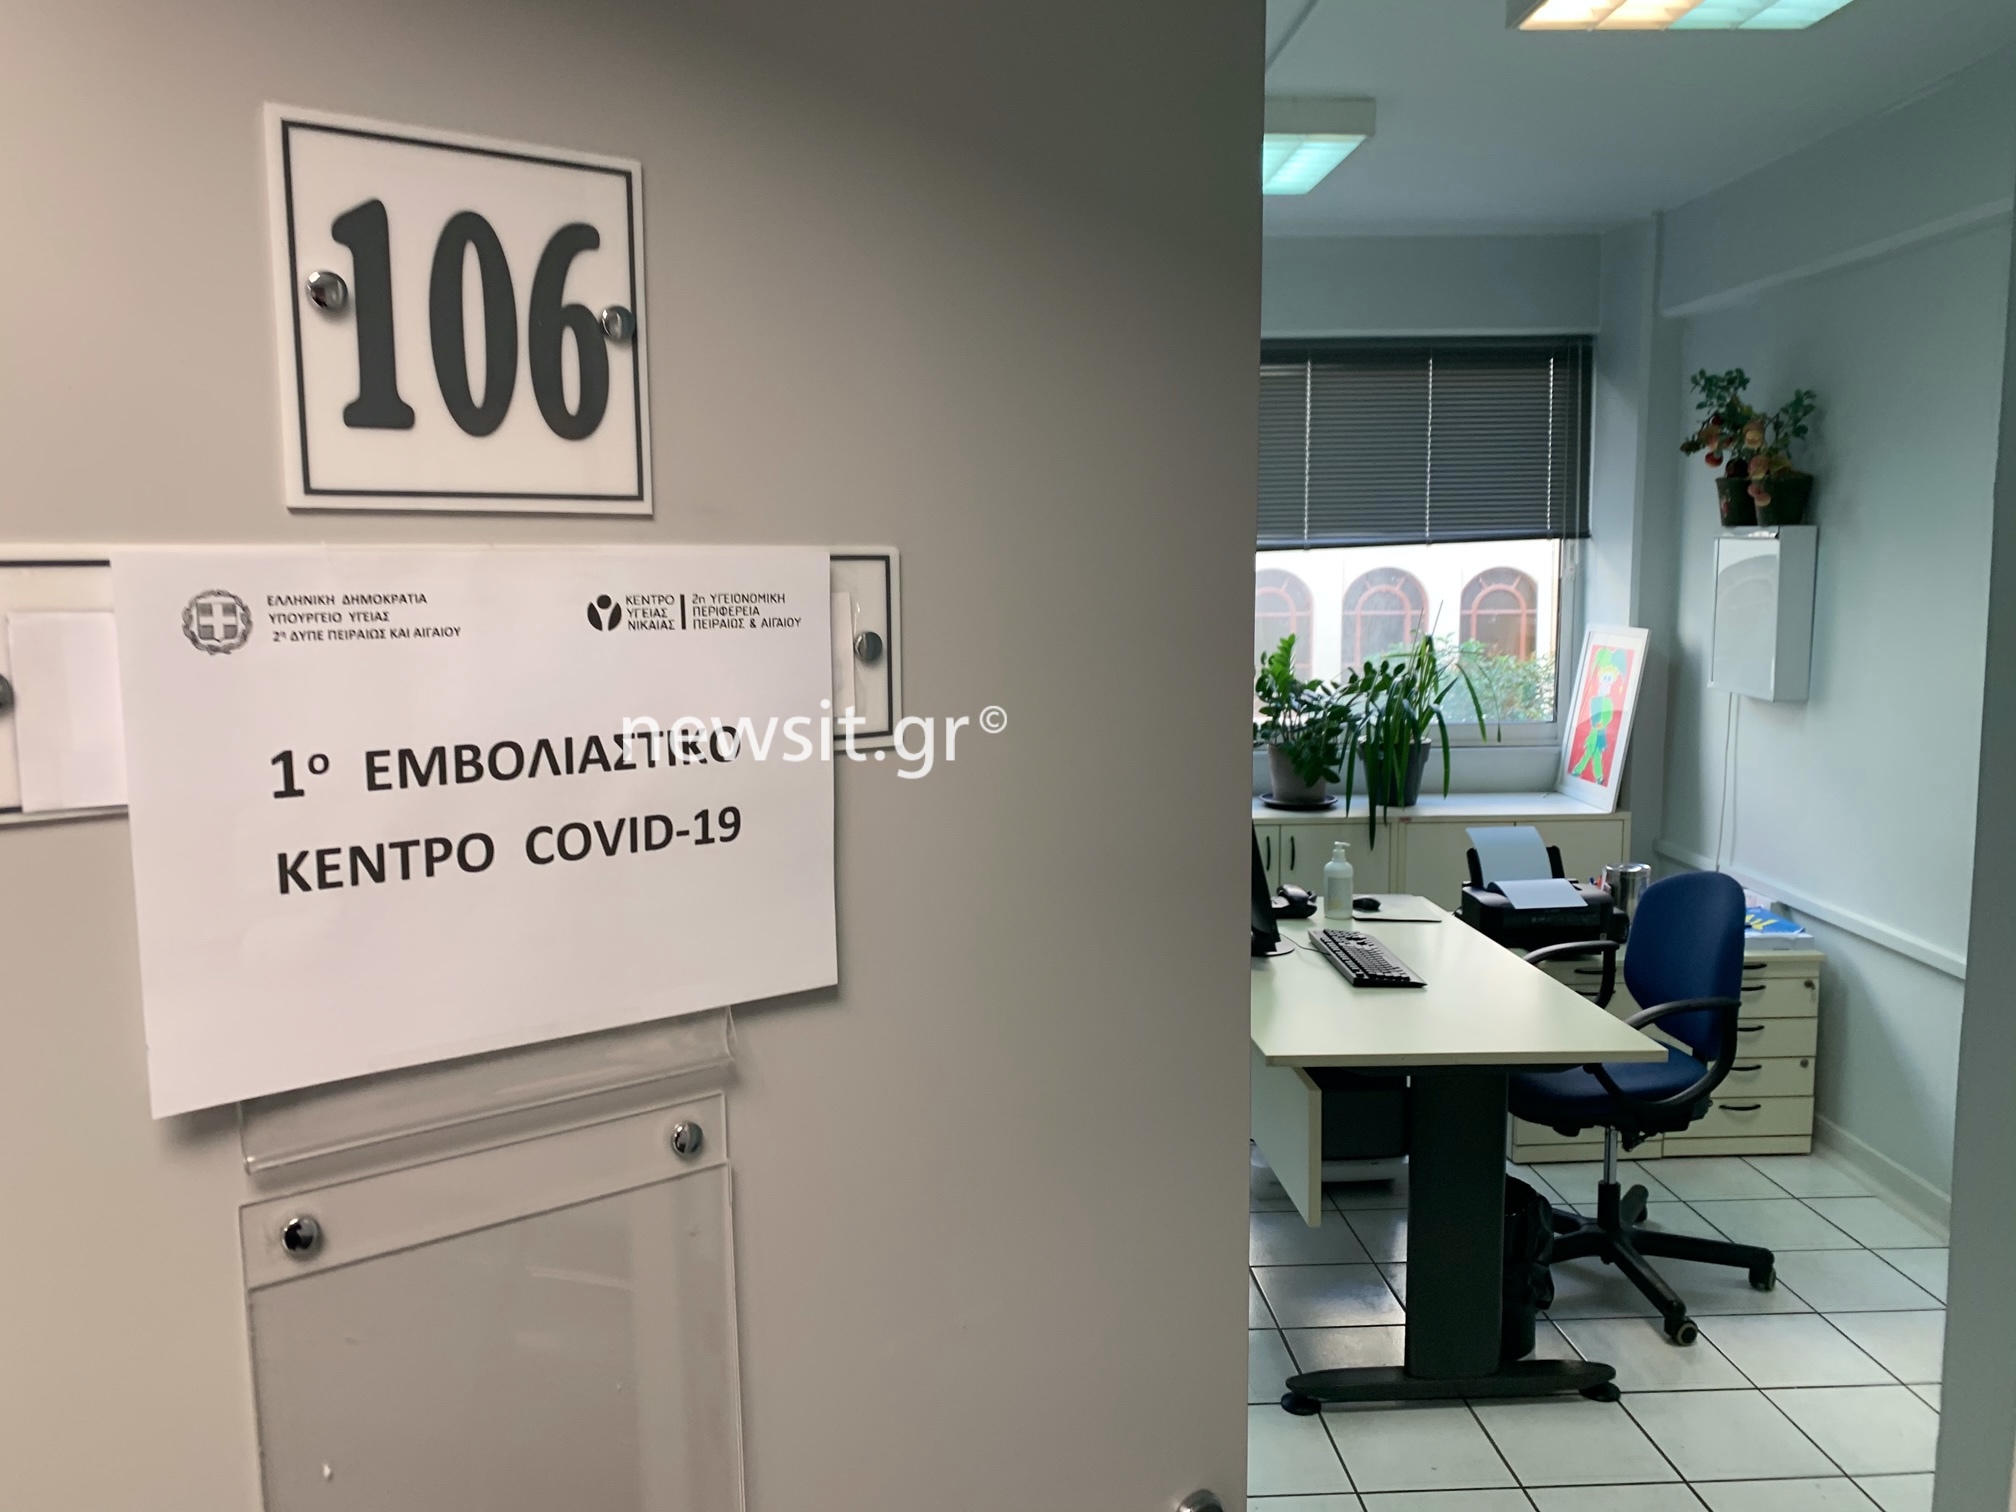 106
ΕΛΛΗΝΙΚΗ ΔΗΜΟΚΡΑΤΙΑ
ΥΠΟΥΡΓΕΙΟ ΥΓΕΙΑΣ
2η ΔΥΠΕ ΠΕΙΡΑΙΩΣ ΚΑΙ ΑΙΓΑΙΟΥ
ΚΕΝΤΡΟ
ΥΓΕΙΑΣ
ΝΙΚΑΙΑΣ
2η ΥΓΕΙΟΝΟΜΙΚΗ
ΠΕΡΙΦΕΡΕΙΑ
ΠΕΙΡΑΙΩΣ & ΑΙΓΑΙΟΥ
1ο ΕΜΒΟΛΙΑΣΤΙΚΟ
ΚΕΝΤΡΟ COVID-19
newsit.gr©